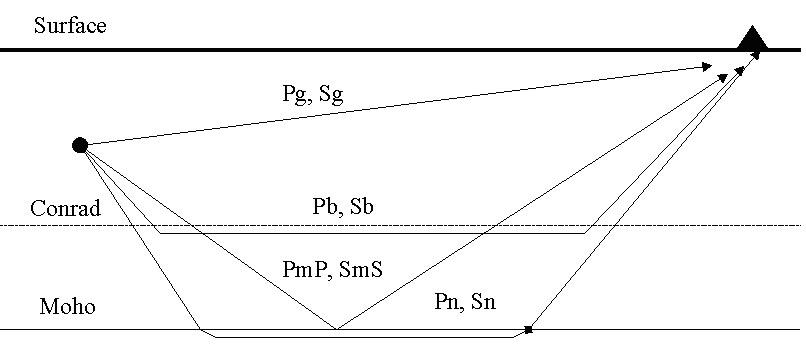 Surface
Pg, Sg
Conrad
Pb, Sb
PmP, SmS
Moho
Pn, Sn